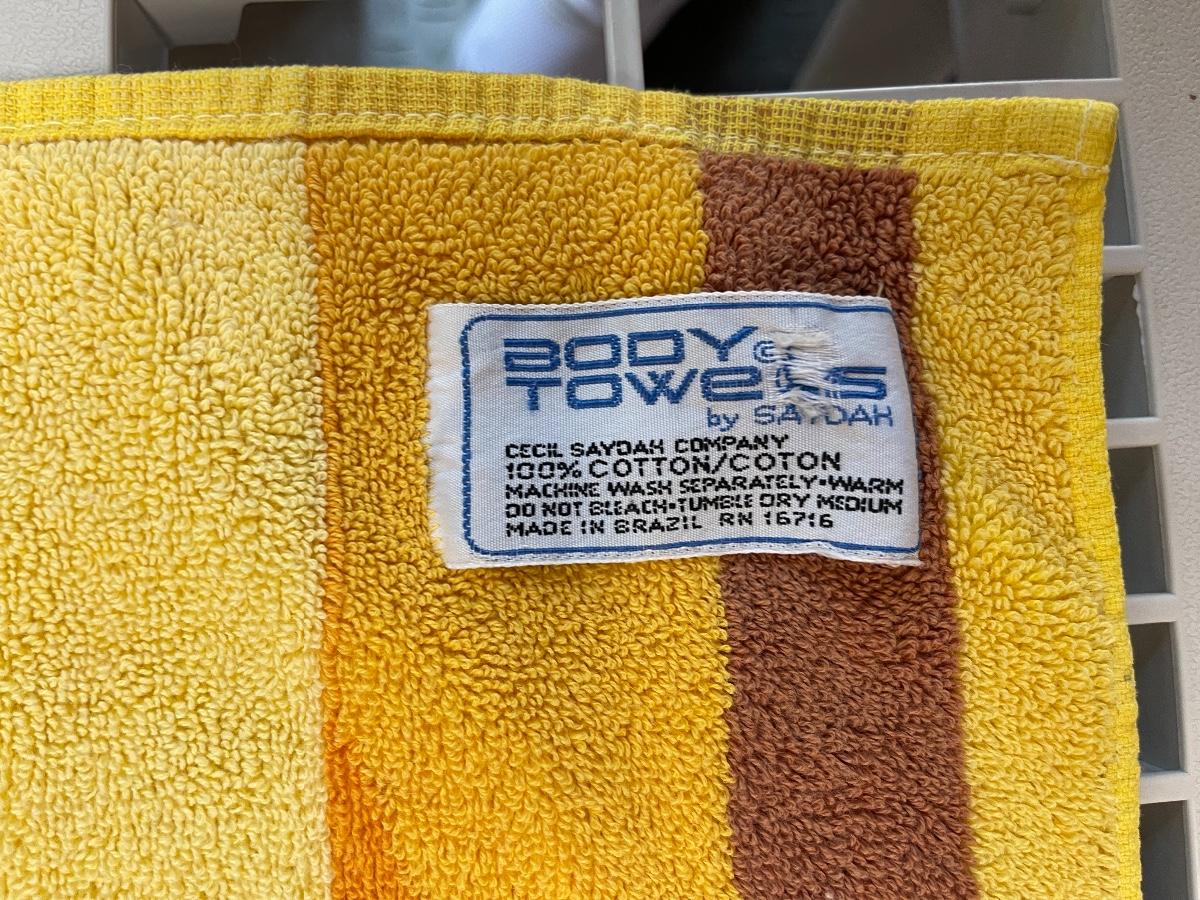 BODY©
TOWELS
by SAYDAH
CECIL SAYDAH COMPANY
100% COTTON/COTON
MACHINE WASH SEPARATELY•WARM
DO NOT BLEACH•TUMBLE DRY MEDIUM
MADE IN BRAZIL RN 16716